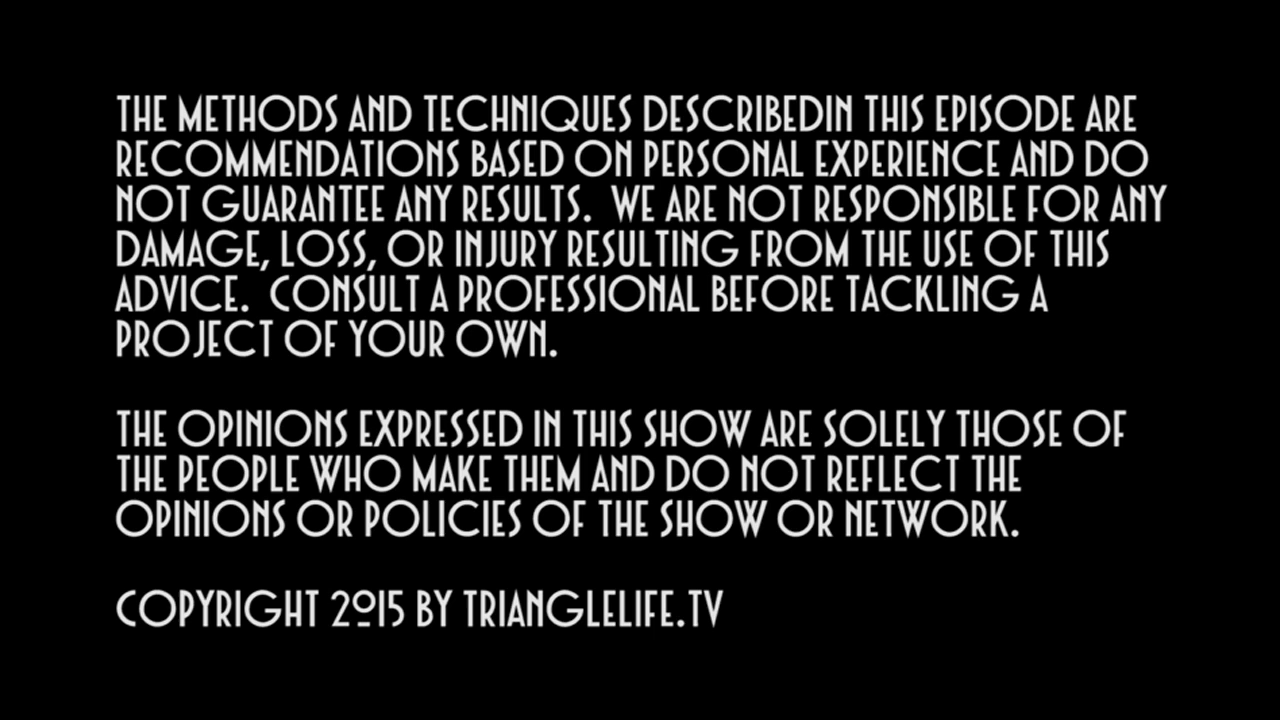 THE METHODS AND TECHNIQUES DESCRIBEDIN THIS EPISODE ARE
RECOMMENDATIONS BASED ON PERSONAL EXPERIENCE AND DO
NOT GUARANTEE ANY RESULTS. WE ARE NOT RESPONSIBLE FOR ANY
DAMAGE, LOSS, OR INJURY RESULTING FROM THE USE OF THIS
ADVICE. CONSULT A PROFESSIONAL BEFORE TACKLING A
PROJECT OF YOUR OWN.
THE OPINIONS EXPRESSED IN THIS SHOW ARE SOLELY THOSE OF
THE PEOPLE WHO MAKE THEM AND DO NOT REFLECT THE
OPINIONS OR POLICIES OF THE SHOW OR NETWORK.
COPYRIGHT 2015 BY TRIANGLELIFE.TV